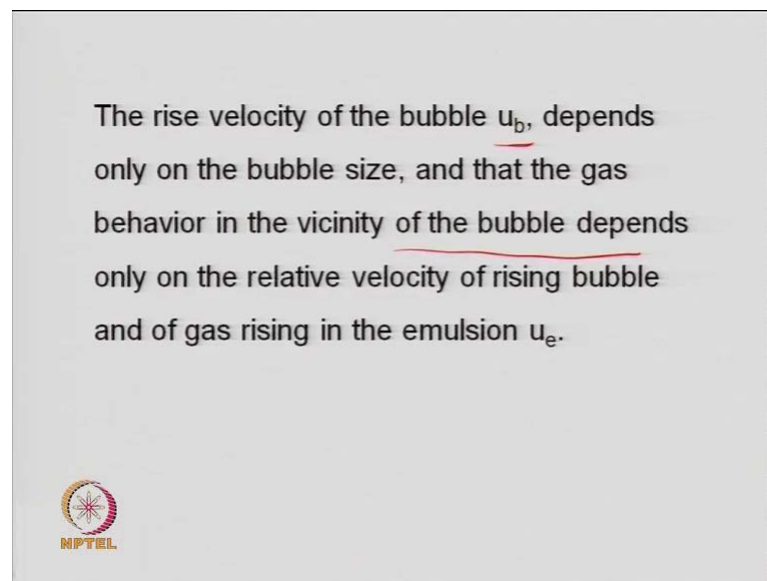 The rise velocity of the bubble u_b, depends
only on the bubble size, and that the gas
behavior in the vicinity of the bubble depends
only on the relative velocity of rising bubble
and of gas rising in the emulsion u_e.
NPTEL